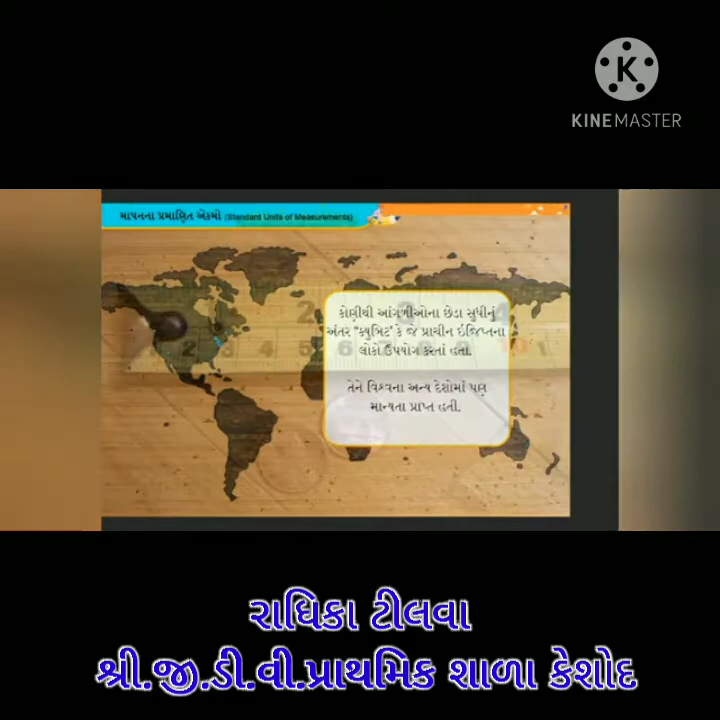 KINEMASTER
માપનના પ્રમાણિત એકમો (Standard Units of Measurements)
કોણીથી આંગળીઓના છેડા સુધીનું
અંતર "ક્યુબિટ' કે જે પ્રાચીન ઇજિપ્તના
લોકો ઉપયોગ કરતાં હતા.
તેને વિશ્વના અન્ય દેશોમાં પણ
માન્યતા પ્રાપ્ત હતી.
રાધિકા ટીલવા
શ્રી.જી.ડી.વી.પ્રાથમિક શાળા કેશોદ